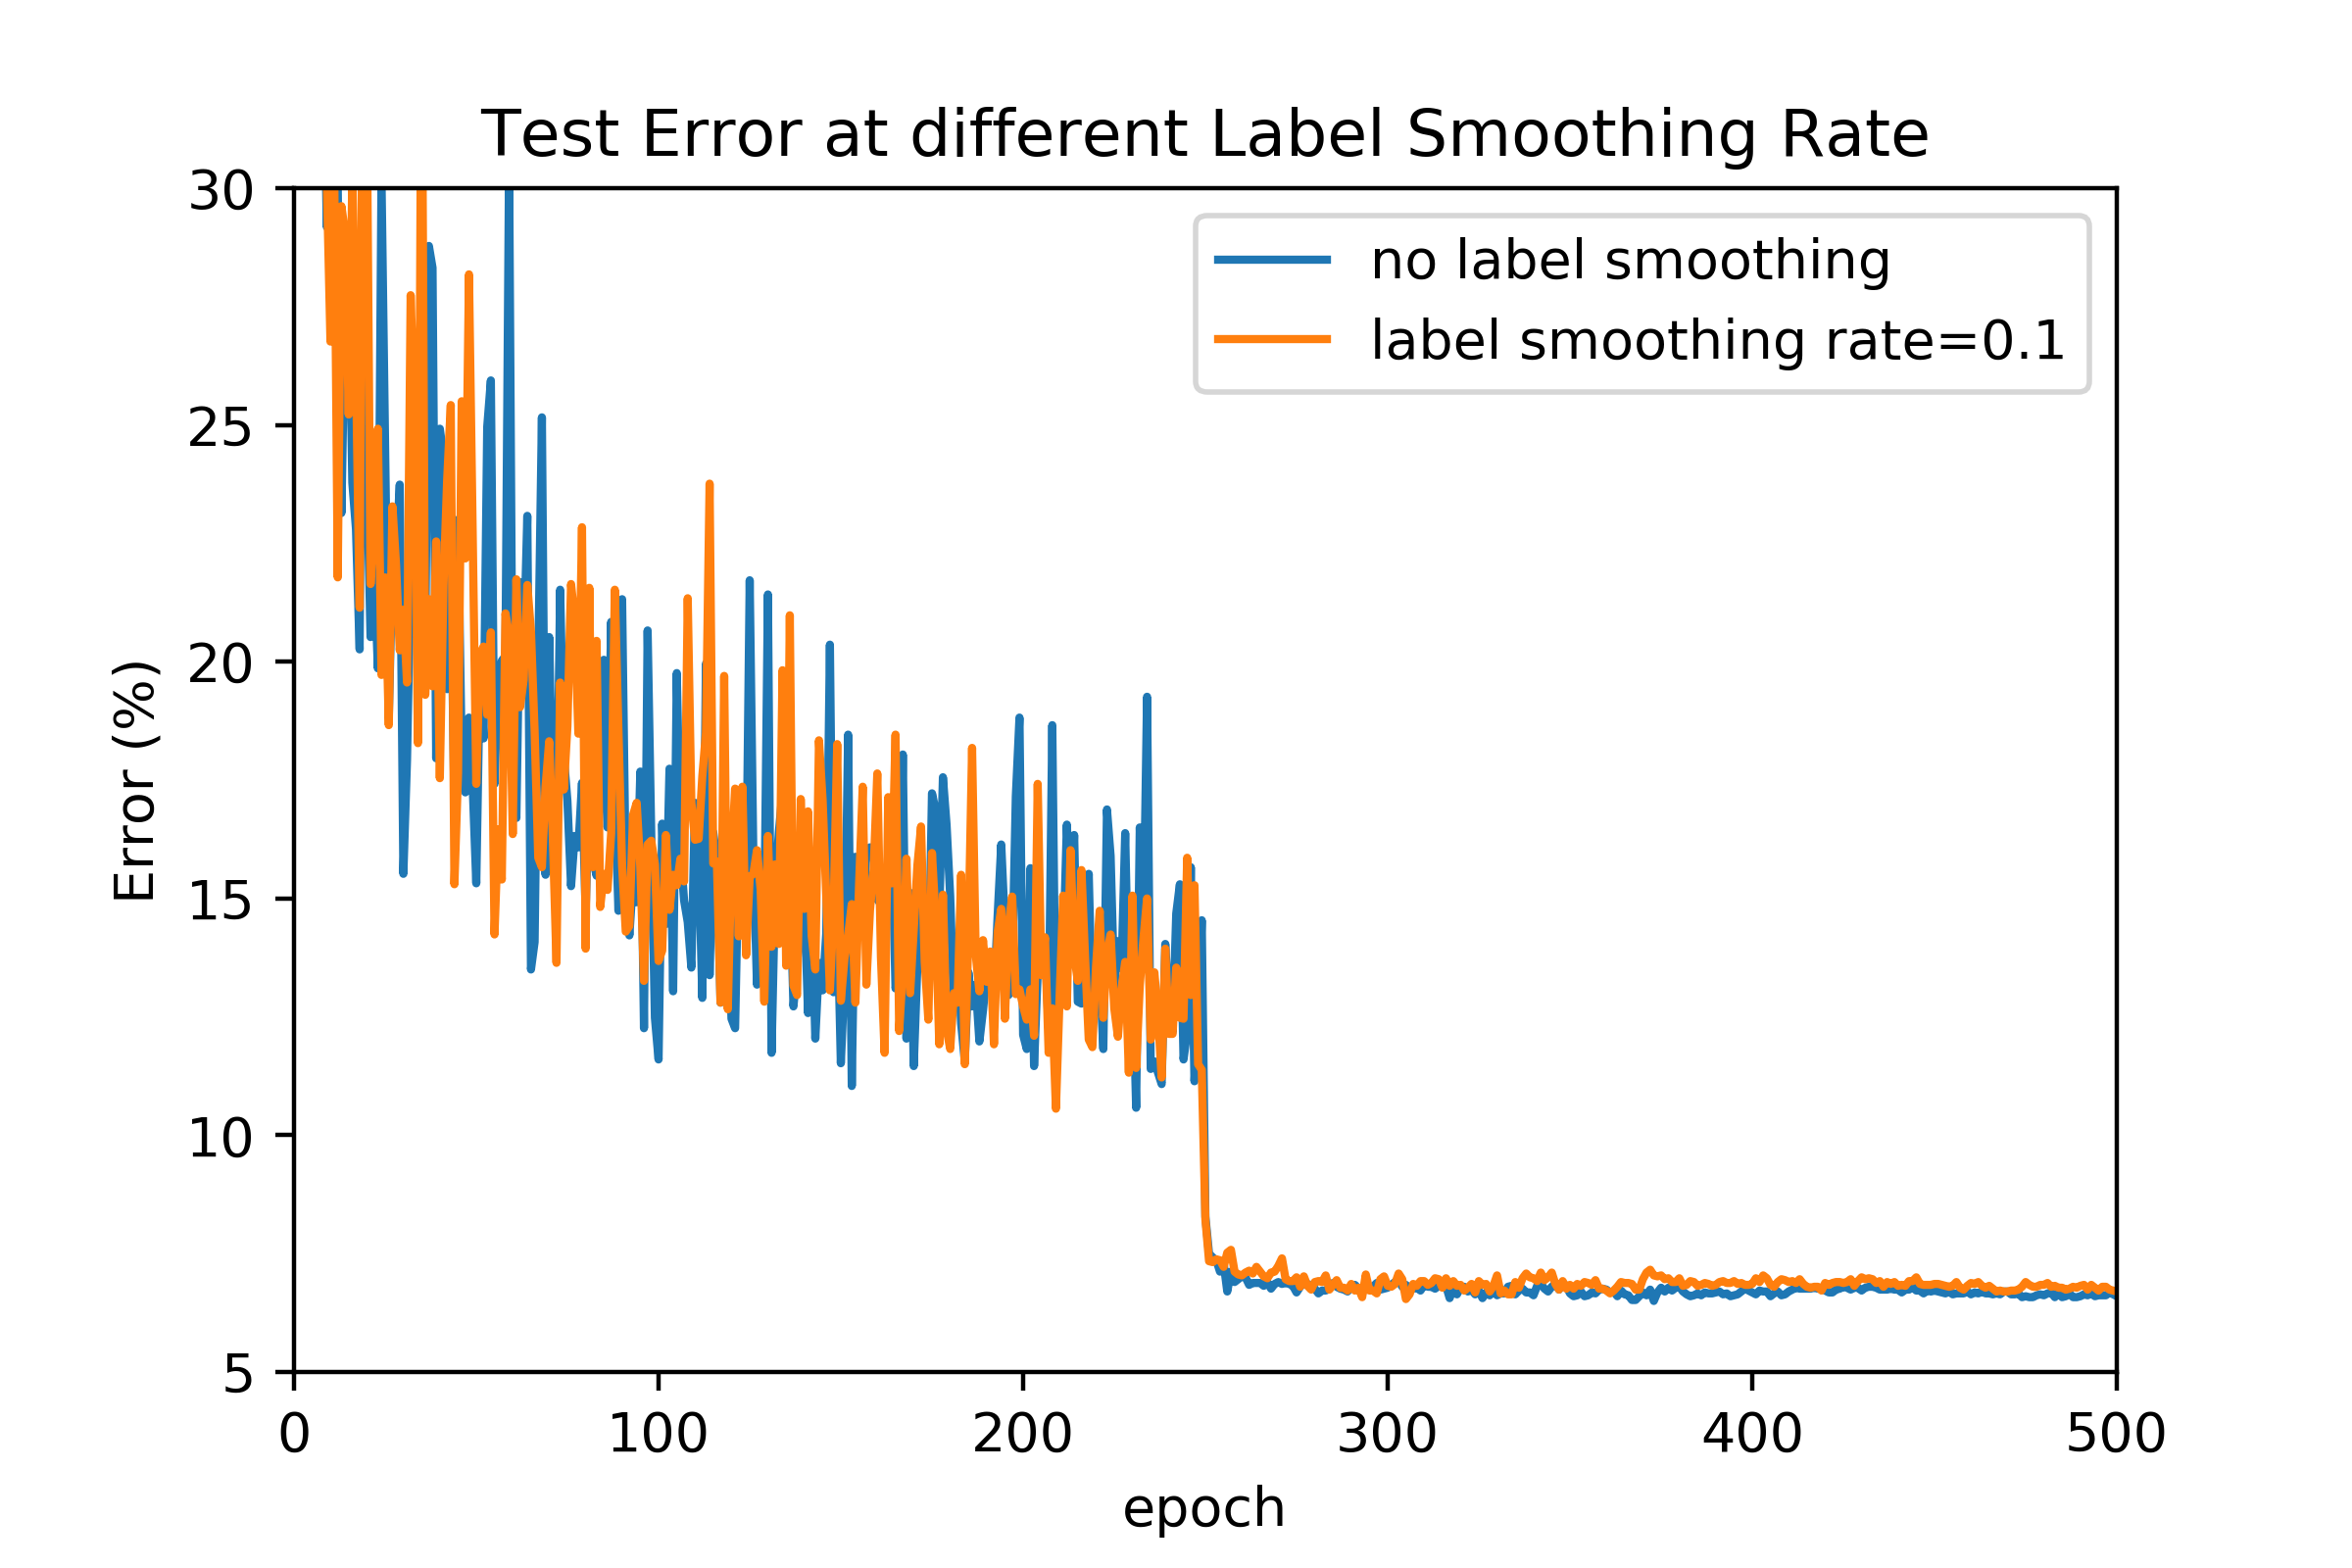 Test Error at different Label Smoothing Rate
no label smoothing
label smoothing rate=0.1
Error (%)
30
25
20
15
10
5
0
100
200
300
400
500
epoch